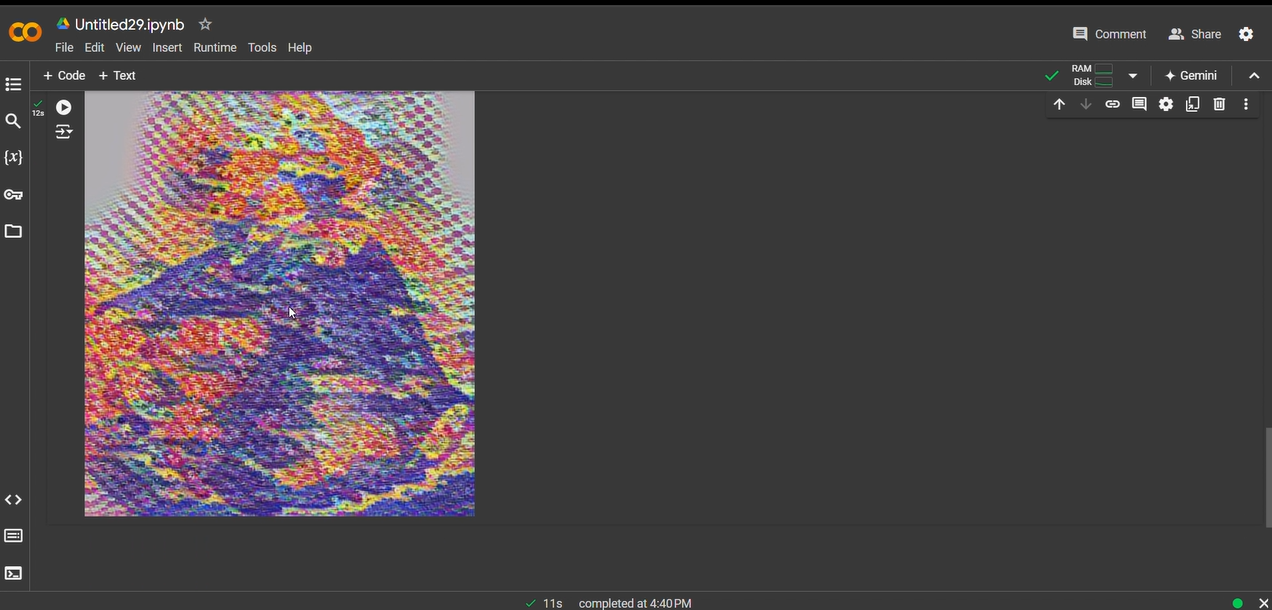 Untitled29.ipynb
File Edit View Insert Runtime Tools Help
Comment
Share
+ Code + Text
RAM
Disk
Gemini
12s
{x}
11s completed at 4:40 PM